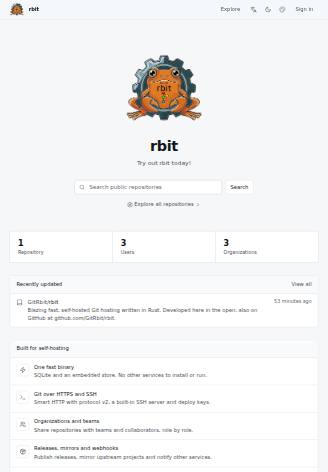 rbit
Explore
Sign in
rbit
rbit
Try out rbit today!
Search public repositories
Search
Explore all repositories >
1
Repository
3
Users
3
Organizations
Recently updated
View all
GitRbit/rbit
53 minutes ago
Blazing fast, self-hosted Git hosting written in Rust. Developed here in the open, also on
GitHub at github.com/GitRbit/rbit.
Built for self-hosting
One fast binary
SQLite and an embedded store. No other services to install or run.
Git over HTTPS and SSH
Smart HTTP with protocol v2, a built-in SSH server and deploy keys.
Organizations and teams
Share repositories with teams and collaborators, role by role.
Releases, mirrors and webhooks
Publish releases, mirror upstream projects and notify other services.